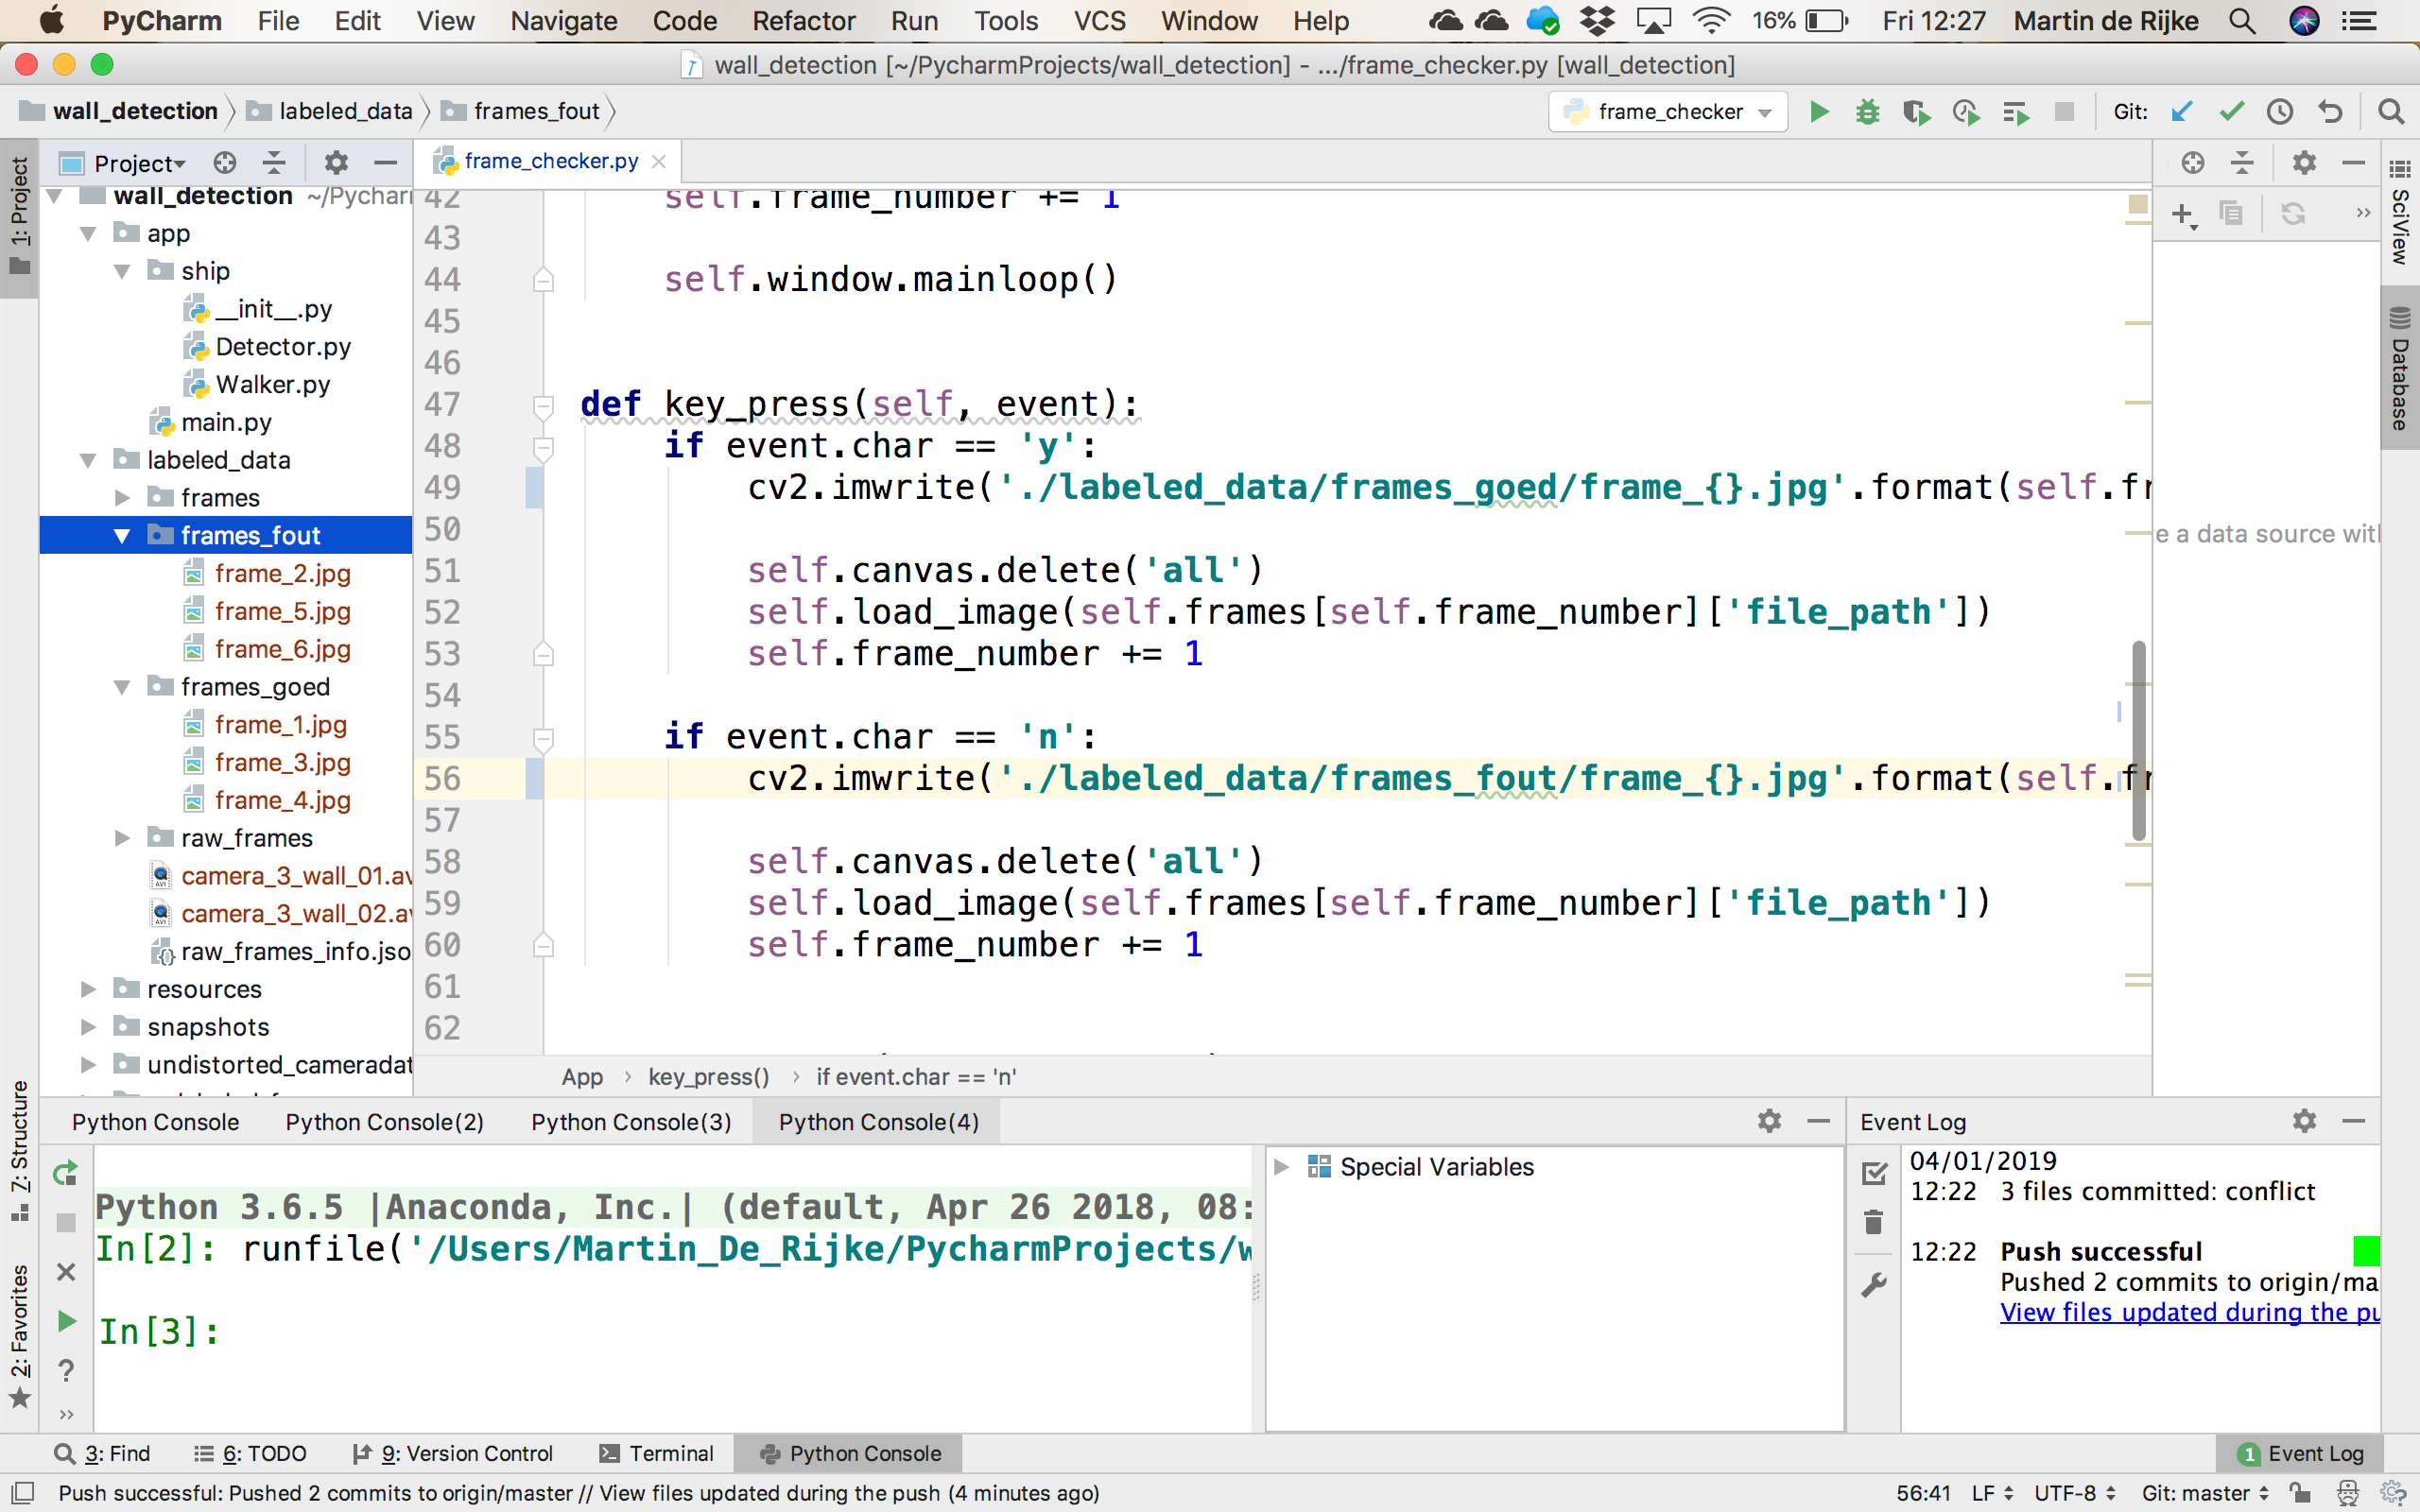 PyCharm File Edit View Navigate Code Refactor Run Tools VCS Window Help 16% Fri 12:27 Martin de Rijke
wall_detection [~/PycharmProjects/wall_detection] - .../frame_checker.py [wall_detection]
wall_detection labeled_data frames_fout frame_checker Git:
1: Project
Project
frame_checker.py
wall_detection ~/Pychar
app
ship
__init__.py
Detector.py
Walker.py
main.py
labeled_data
frames
frames_fout
frame_2.jpg
frame_5.jpg
frame_6.jpg
frames_goed
frame_1.jpg
frame_3.jpg
frame_4.jpg
raw_frames
camera_3_wall_01.av
camera_3_wall_02.av
raw_frames_info.jso
resources
snapshots
undistorted_cameradat
42 self.frame_number += 1
43
44 self.window.mainloop()
45
46
47 def key_press(self, event):
48 if event.char == 'y':
49 cv2.imwrite('./labeled_data/frames_goed/frame_{}.jpg'.format(self.fr
50
51 self.canvas.delete('all')
52 self.load_image(self.frames[self.frame_number]['file_path'])
53 self.frame_number += 1
54
55 if event.char == 'n':
56 cv2.imwrite('./labeled_data/frames_fout/frame_{}.jpg'.format(self.fr
57
58 self.canvas.delete('all')
59 self.load_image(self.frames[self.frame_number]['file_path'])
60 self.frame_number += 1
61
62
App › key_press() › if event.char == 'n'
e a data source with
SciView
Database
7: Structure
2: Favorites
Python Console Python Console(2) Python Console(3) Python Console(4)
Python 3.6.5 |Anaconda, Inc.| (default, Apr 26 2018, 08:
In[2]: runfile('/Users/Martin_De_Rijke/PycharmProjects/w
In[3]:
Special Variables
Event Log
04/01/2019
12:22 3 files committed: conflict
12:22 Push successful
Pushed 2 commits to origin/ma
View files updated during the pu
3: Find 6: TODO 9: Version Control Terminal Python Console 1 Event Log
Push successful: Pushed 2 commits to origin/master // View files updated during the push (4 minutes ago) 56:41 LF UTF-8 Git: master